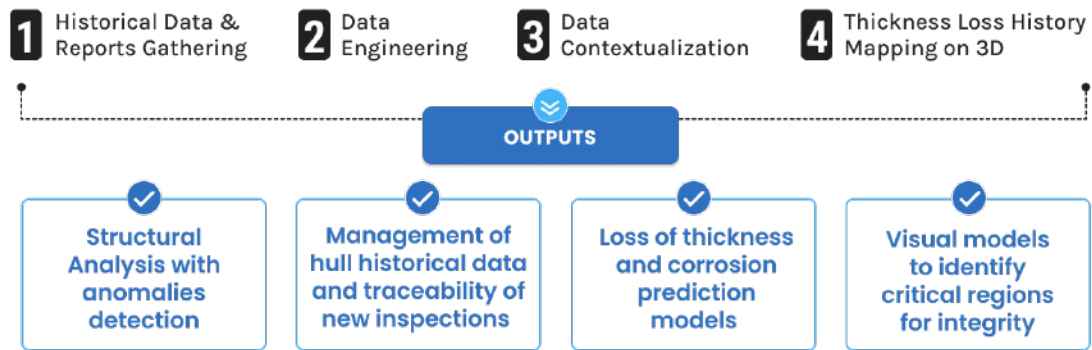 1 Historical Data &
Reports Gathering
2 Data
Engineering
3 Data
Contextualization
4 Thickness Loss History
Mapping on 3D
OUTPUTS
Structural
Analysis with
anomalies
detection
Management of
hull historical data
and traceability of
new inspections
Loss of thickness
and corrosion
prediction
models
Visual models
to identify
critical regions
for integrity